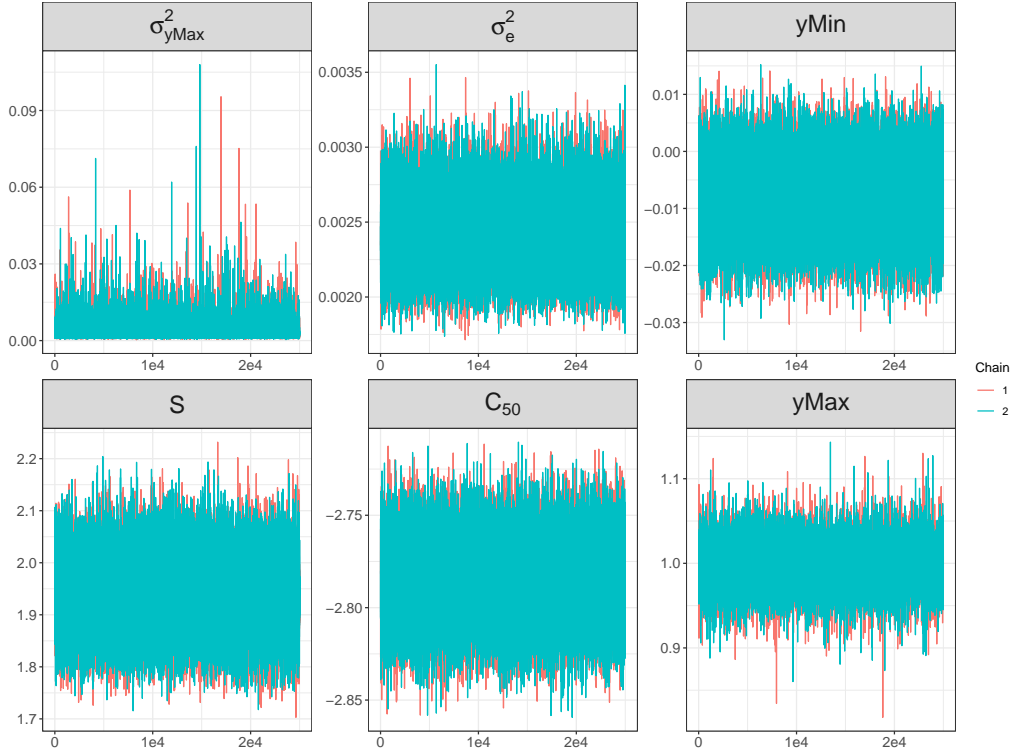 σ²yMax
σ²e
yMin
0.09
0.06
0.03
0.00
0.0035
0.0030
0.0025
0.0020
0.01
0.00
−0.01
−0.02
−0.03
0 1e4 2e4
0 1e4 2e4
0 1e4 2e4
S
C50
yMax
2.2
2.1
2.0
1.9
1.8
1.7
−2.75
−2.80
−2.85
1.1
1.0
0.9
0 1e4 2e4
0 1e4 2e4
0 1e4 2e4
Chain
1
2